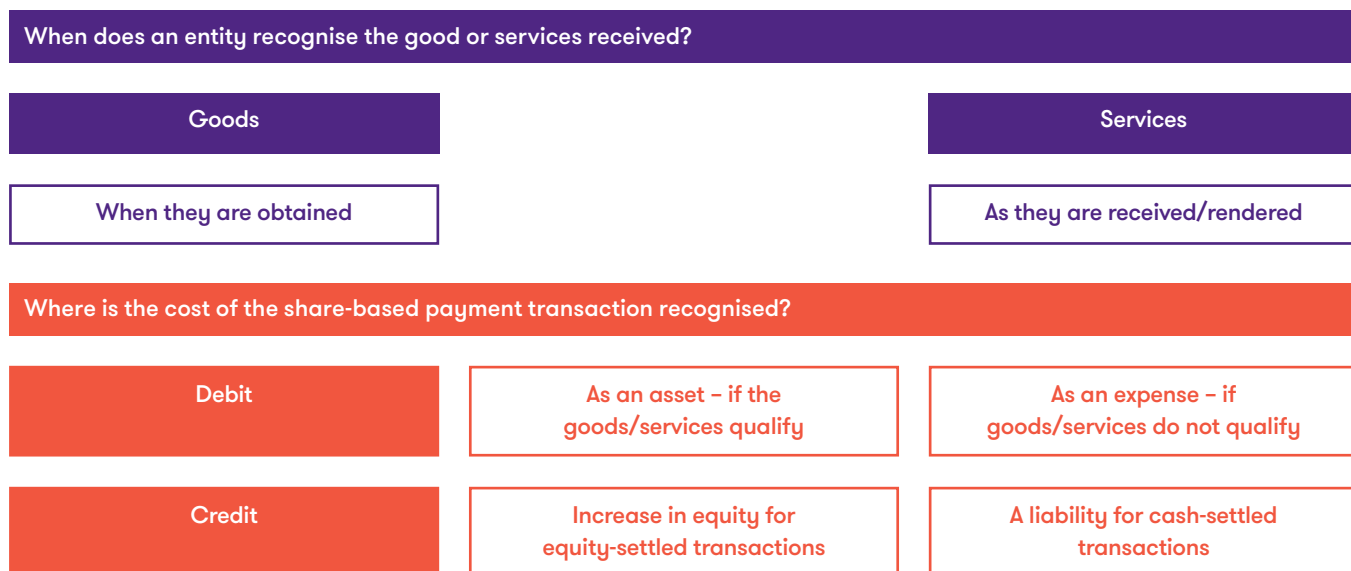 When does an entity recognise the good or services received?
Goods
Services
When they are obtained
As they are received/rendered
Where is the cost of the share-based payment transaction recognised?
Debit
As an asset – if the
goods/services qualify
As an expense – if
goods/services do not qualify
Credit
Increase in equity for
equity-settled transactions
A liability for cash-settled
transactions